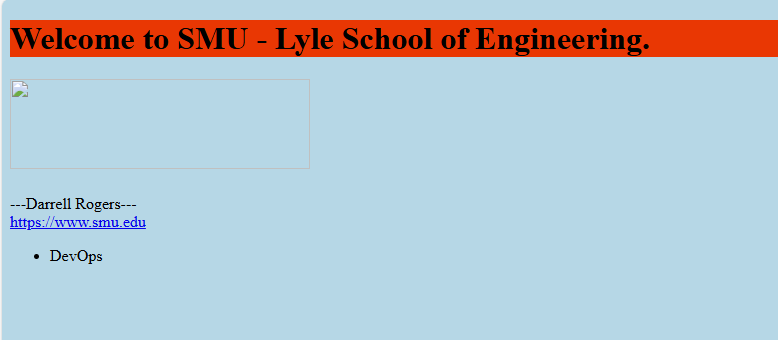 Welcome to SMU - Lyle School of Engineering.
---Darrell Rogers---
https://www.smu.edu
• DevOps